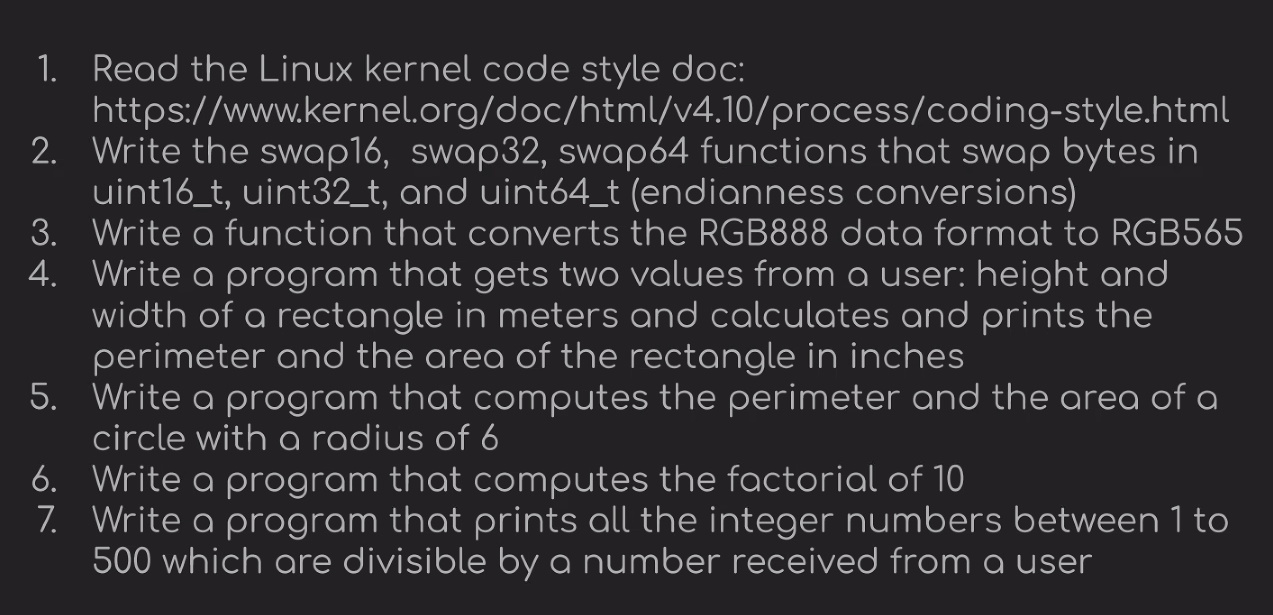 1. Read the Linux kernel code style doc:
https://www.kernel.org/doc/html/v4.10/process/coding-style.html
2. Write the swap16,  swap32, swap64 functions that swap bytes in
uint16_t, uint32_t, and uint64_t (endianness conversions)
3. Write a function that converts the RGB888 data format to RGB565
4. Write a program that gets two values from a user: height and
width of a rectangle in meters and calculates and prints the
perimeter and the area of the rectangle in inches
5. Write a program that computes the perimeter and the area of a
circle with a radius of 6
6. Write a program that computes the factorial of 10
7. Write a program that prints all the integer numbers between 1 to
500 which are divisible by a number received from a user